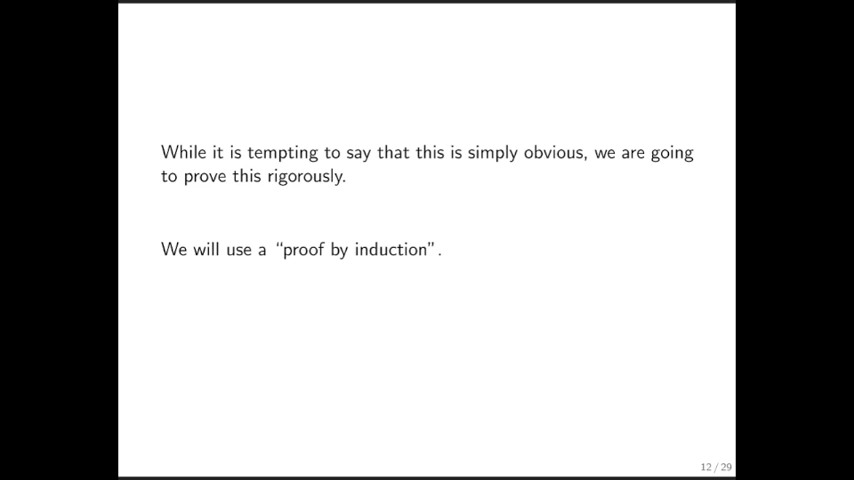 While it is tempting to say that this is simply obvious, we are going
to prove this rigorously.
We will use a “proof by induction”.
12 / 29